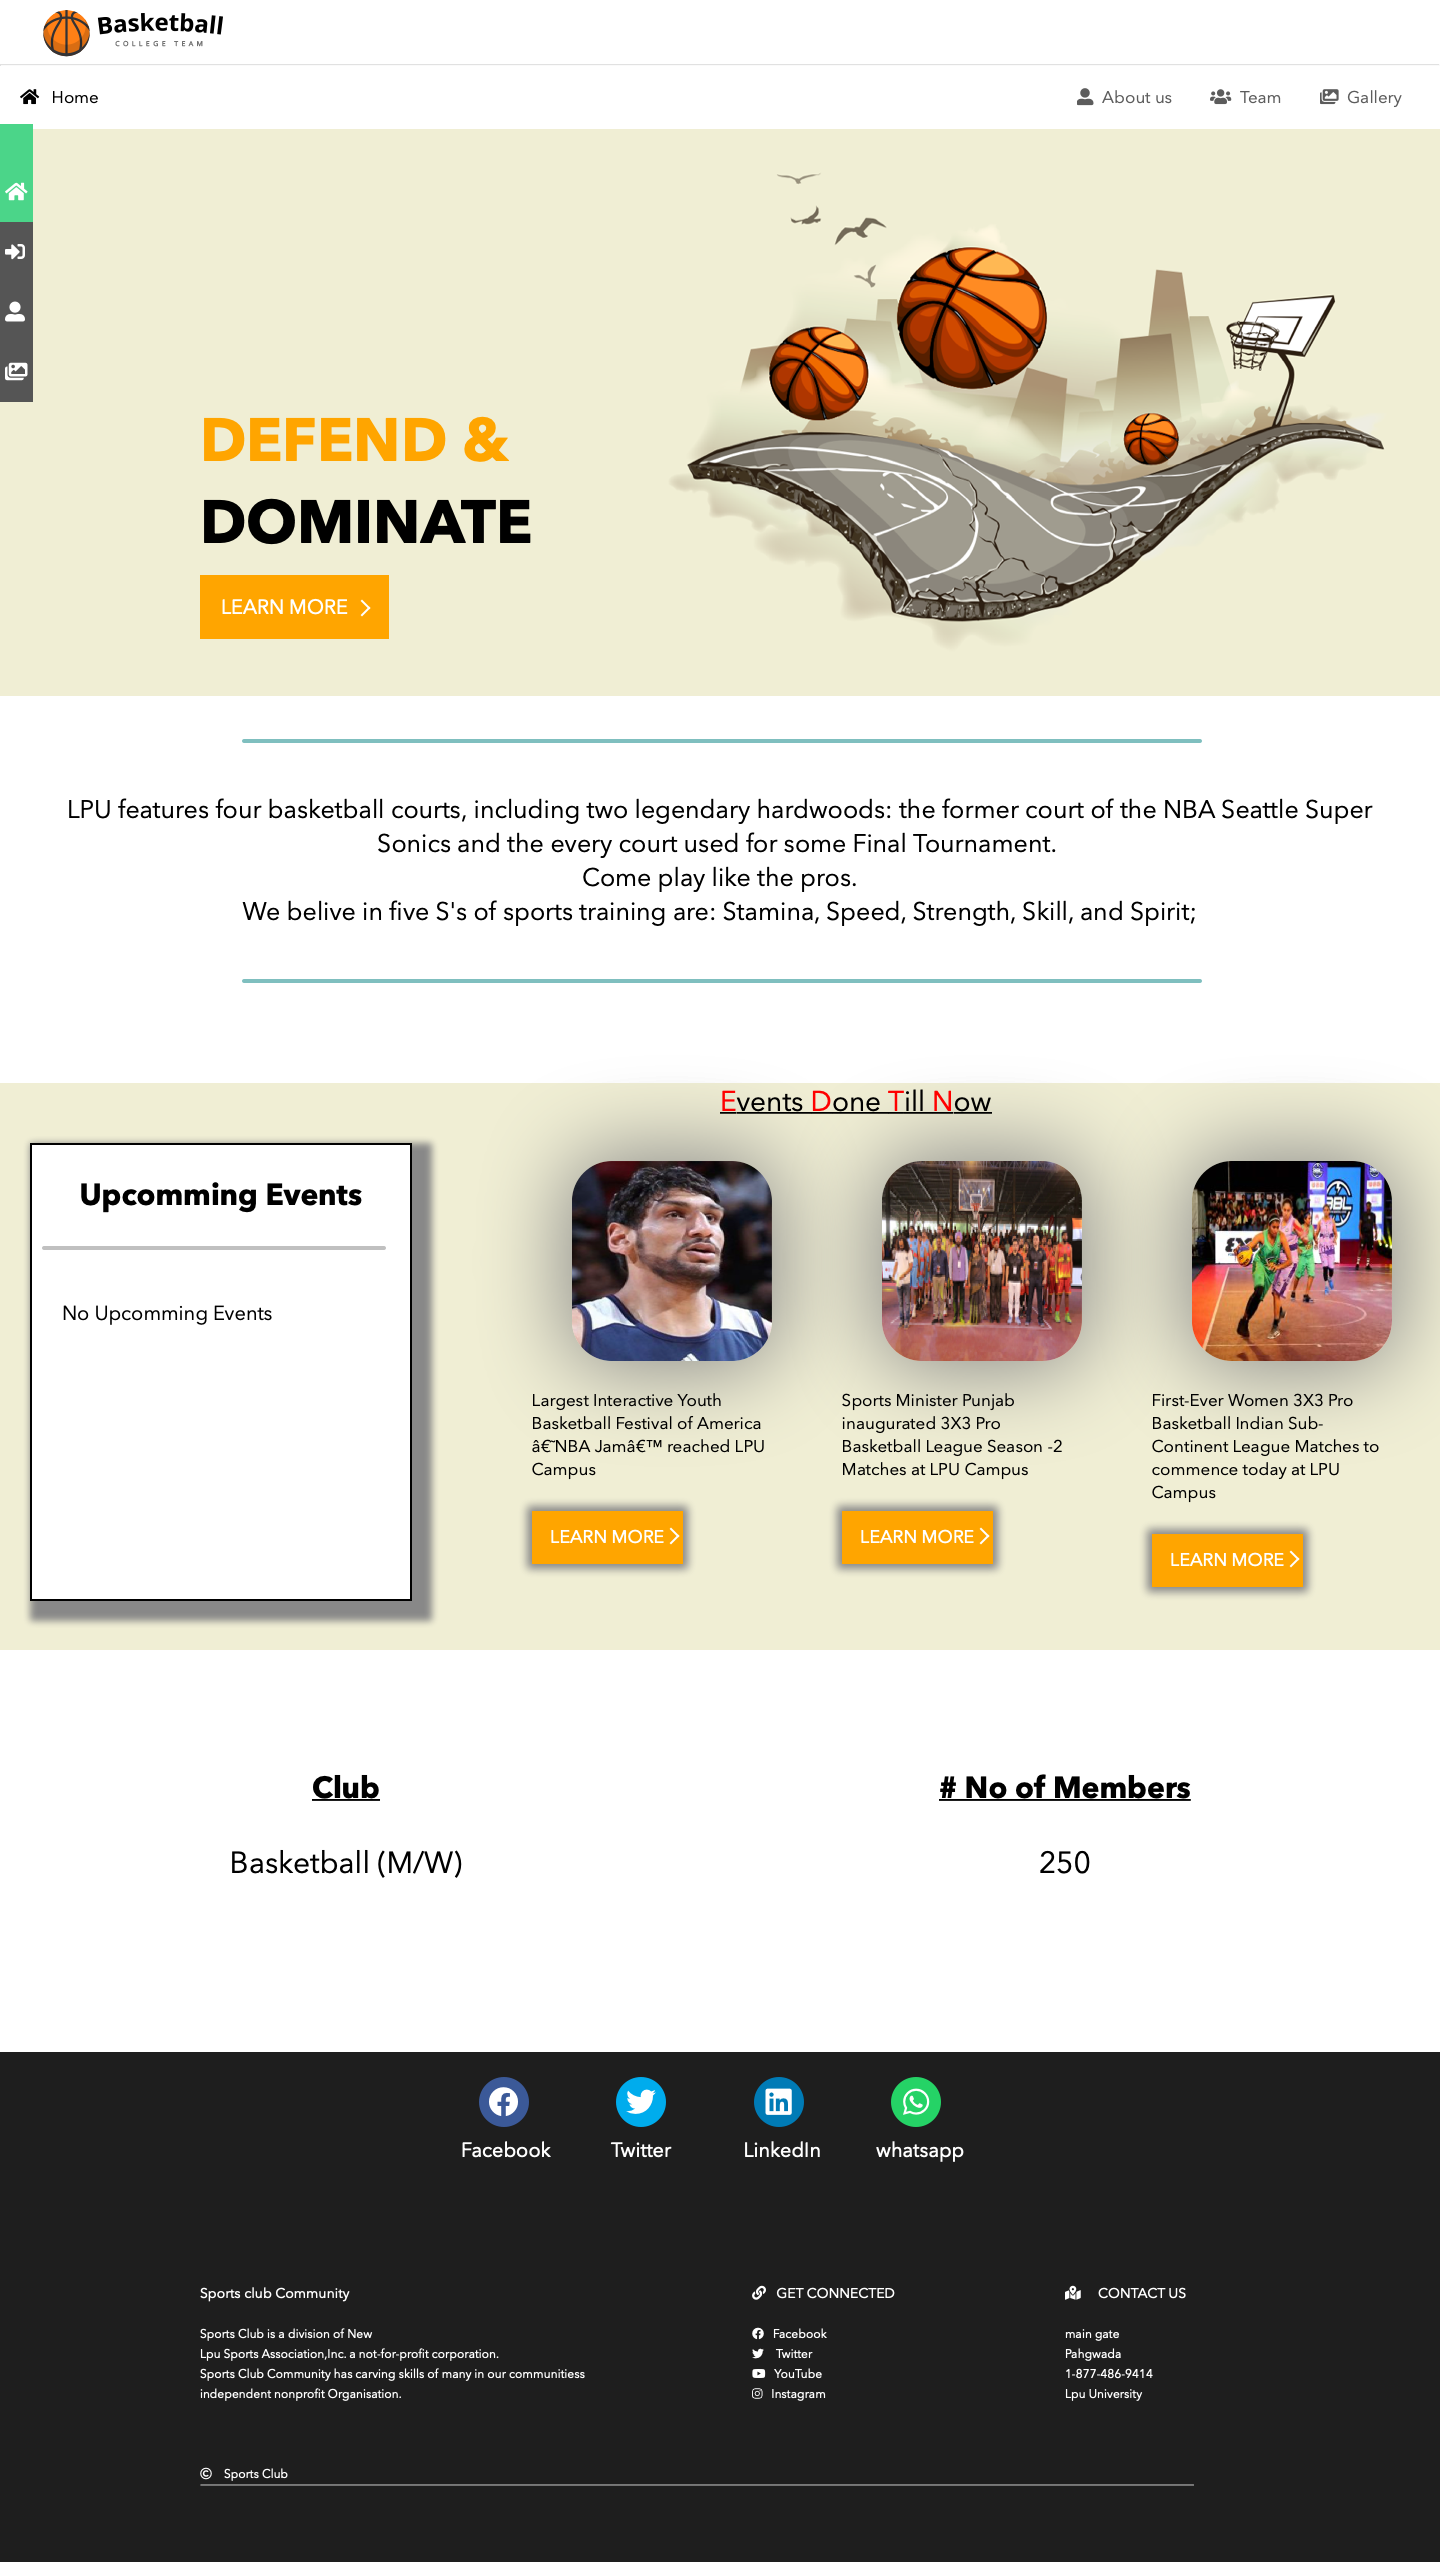 Basketball
COLLEGE TEAM
Home
About us
Team
Gallery
DEFEND &
DOMINATE
LEARN MORE
LPU features four basketball courts, including two legendary hardwoods: the former court of the NBA Seattle Super
Sonics and the every court used for some Final Tournament.
Come play like the pros.
We belive in five S's of sports training are: Stamina, Speed, Strength, Skill, and Spirit;
Events Done Till Now
Upcomming Events
No Upcomming Events
Largest Interactive Youth
Basketball Festival of America
â€˜NBA Jamâ€™ reached LPU
Campus
LEARN MORE
Sports Minister Punjab
inaugurated 3X3 Pro
Basketball League Season -2
Matches at LPU Campus
LEARN MORE
First-Ever Women 3X3 Pro
Basketball Indian Sub-
Continent League Matches to
commence today at LPU
Campus
LEARN MORE
Club
# No of Members
Basketball (M/W)
250
Facebook
Twitter
LinkedIn
whatsapp
Sports club Community
Sports Club is a division of New
Lpu Sports Association,Inc. a not-for-profit corporation.
Sports Club Community has carving skills of many in our communitiess
independent nonprofit Organisation.
GET CONNECTED
Facebook
Twitter
YouTube
Instagram
CONTACT US
main gate
Pahgwada
1-877-486-9414
Lpu University
© Sports Club